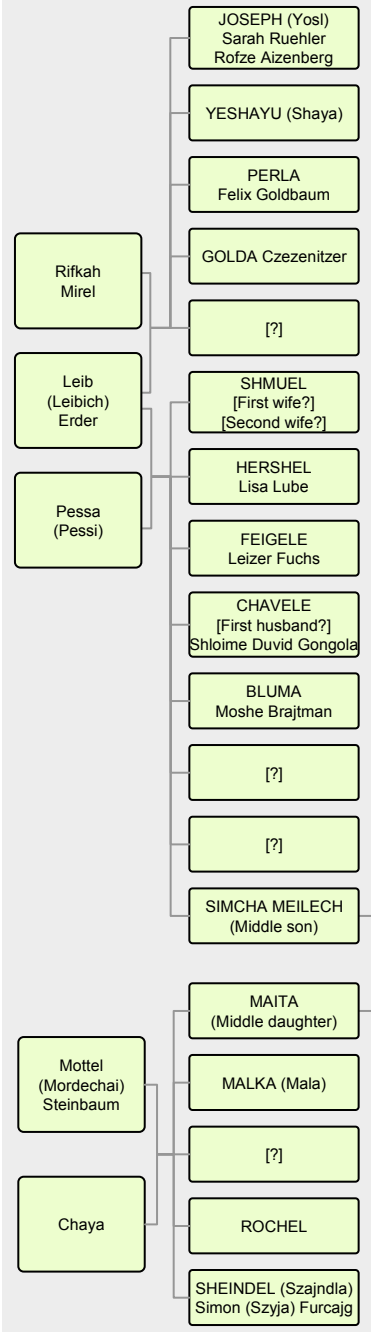 JOSEPH (Yosl)
Sarah Ruehler
Rofze Aizenberg
YESHAYU (Shaya)
PERLA
Felix Goldbaum
GOLDA Czezenitzer
[?]
Rifkah
Mirel
Leib
(Leibich)
Erder
Pessa
(Pessi)
SHMUEL
[First wife?]
[Second wife?]
HERSHEL
Lisa Lube
FEIGELE
Leizer Fuchs
CHAVELE
[First husband?]
Shloime Duvid Gongola
BLUMA
Moshe Brajtman
[?]
[?]
SIMCHA MEILECH
(Middle son)
MAITA
(Middle daughter)
MALKA (Mala)
[?]
ROCHEL
SHEINDEL (Szajndla)
Simon (Szyja) Furcajg
Mottel
(Mordechai)
Steinbaum
Chaya